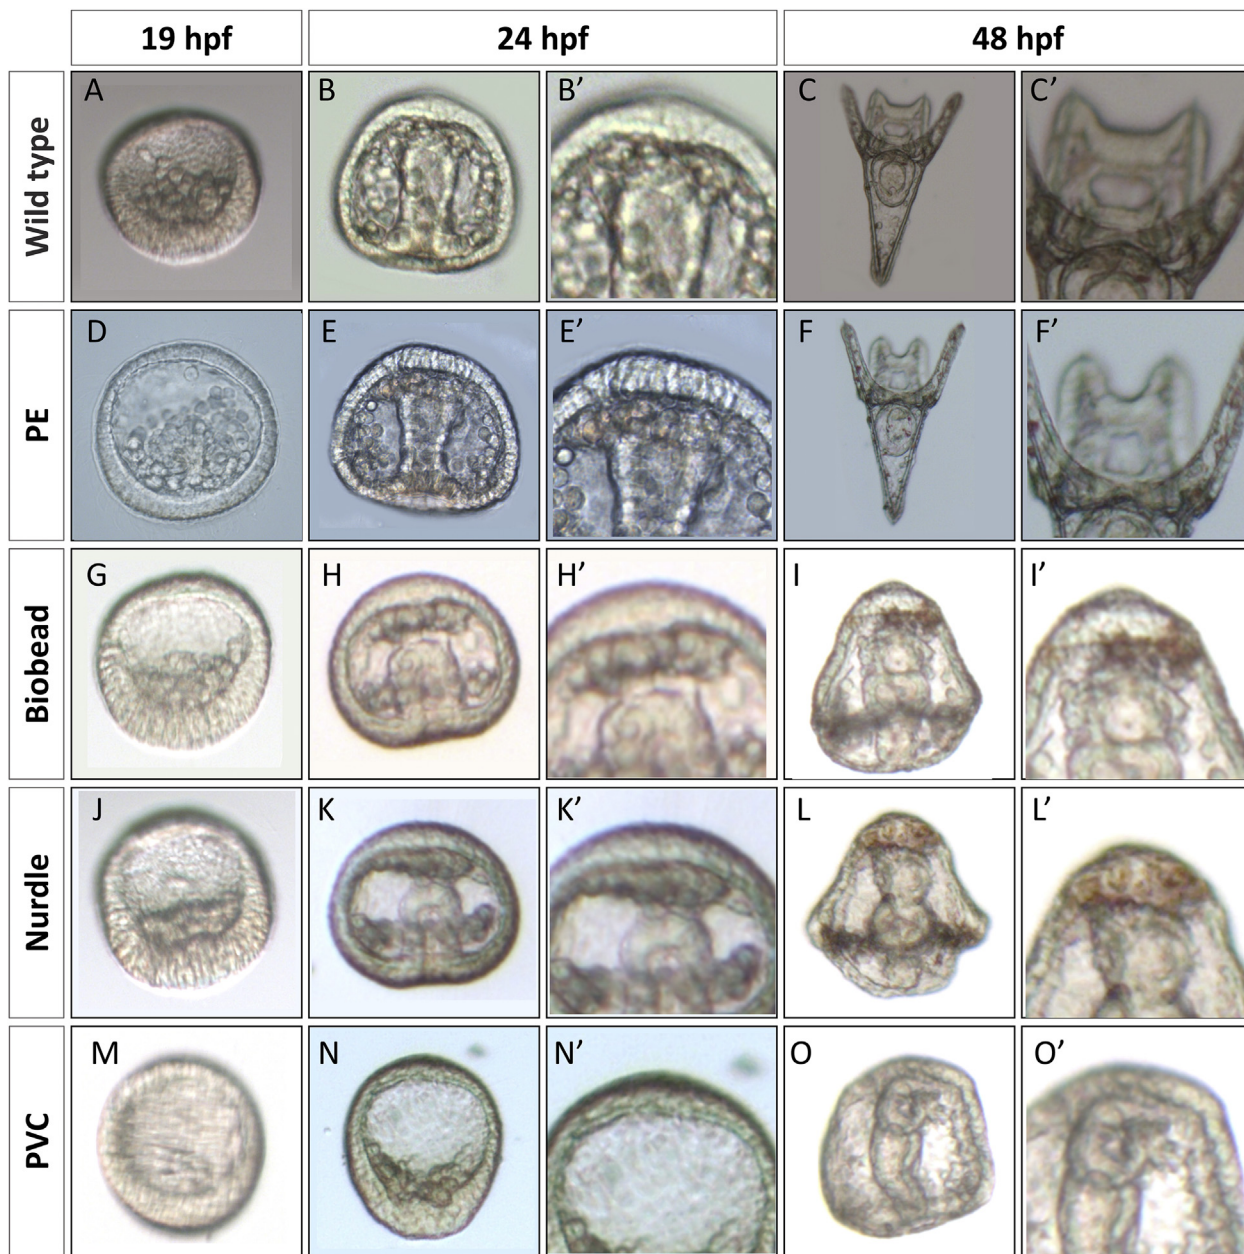 19 hpf 24 hpf 48 hpf
Wild type A B B’ C C’
PE D E E’ F F’
Biobead G H H’ I I’
Nurdle J K K’ L L’
PVC M N N’ O O’